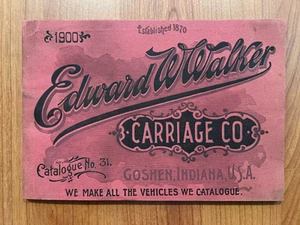 Established 1870
1900
Edward W. Walker
CARRIAGE CO.
Catalogue No. 31.
GOSHEN, INDIANA, U.S.A.
WE MAKE ALL THE VEHICLES WE CATALOGUE.